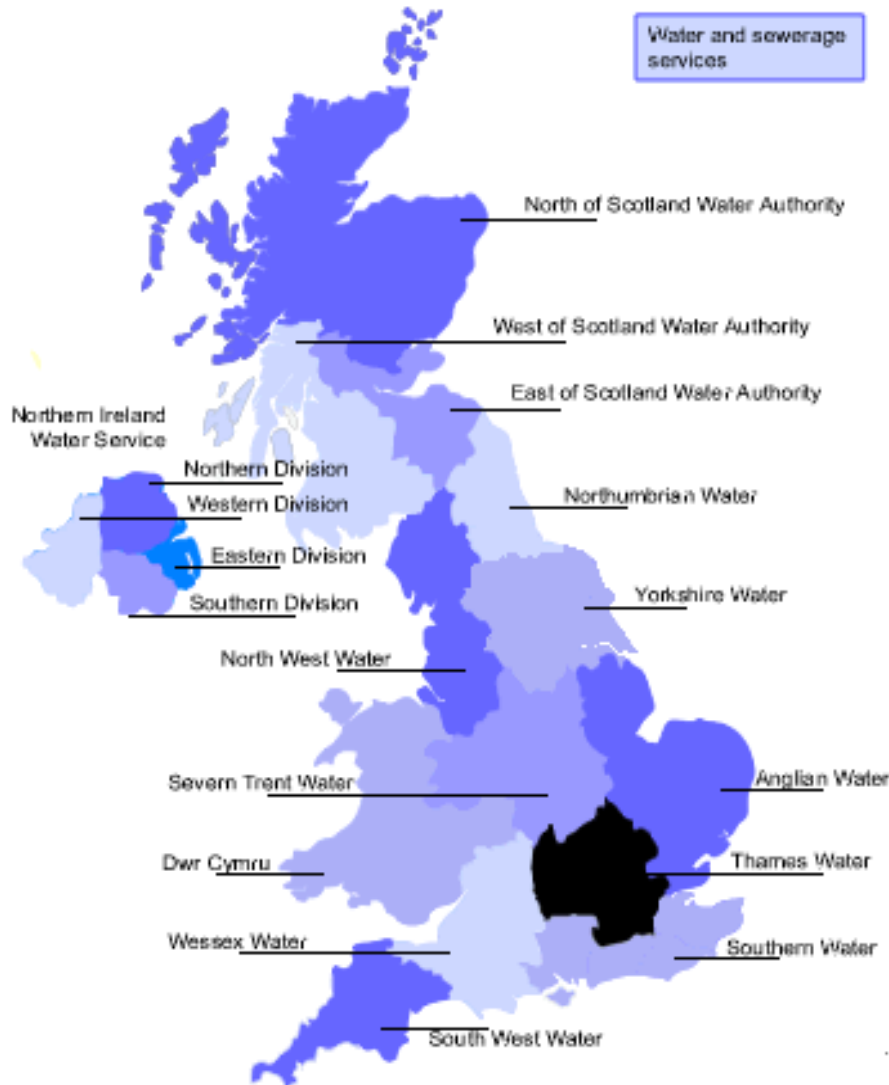 Water and sewerage
services
North of Scotland Water Authority
West of Scotland Water Authority
East of Scotland Water Authority
Northern Ireland
Water Service
Northern Division
Western Division
Northumbrian Water
Eastern Division
Southern Division
Yorkshire Water
North West Water
Severn Trent Water
Anglian Water
Dwr Cymru
Thames Water
Wessex Water
Southern Water
South West Water